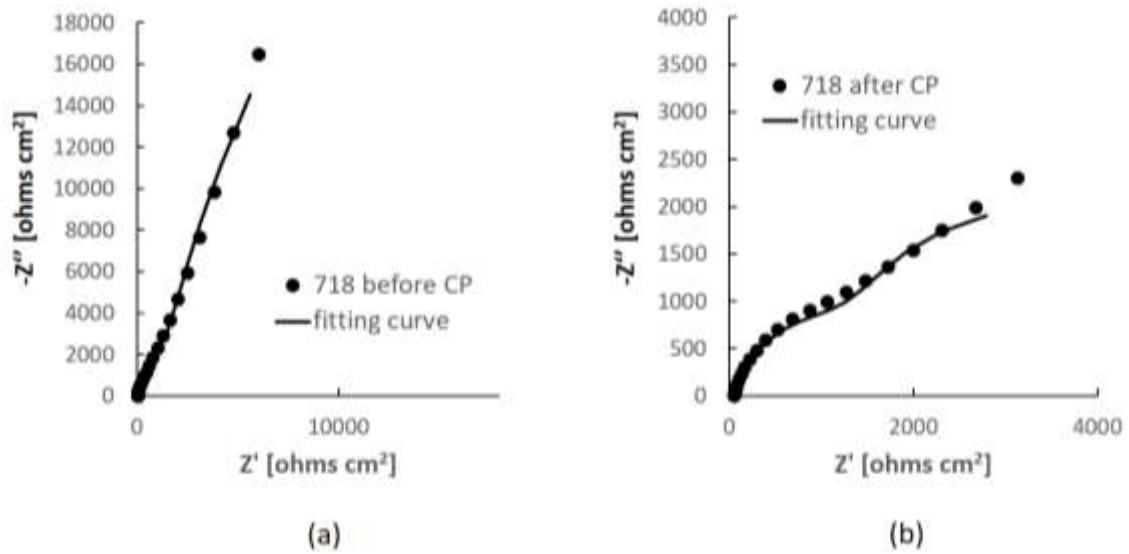 18000
16000
14000
12000
10000
8000
6000
4000
2000
0
-Z″ [ohms cm²]
718 before CP
fitting curve
0
10000
Z' [ohms cm²]
(a)
4000
3500
3000
2500
2000
1500
1000
500
0
-Z″ [ohms cm²]
718 after CP
fitting curve
0
2000
4000
Z' [ohms cm²]
(b)